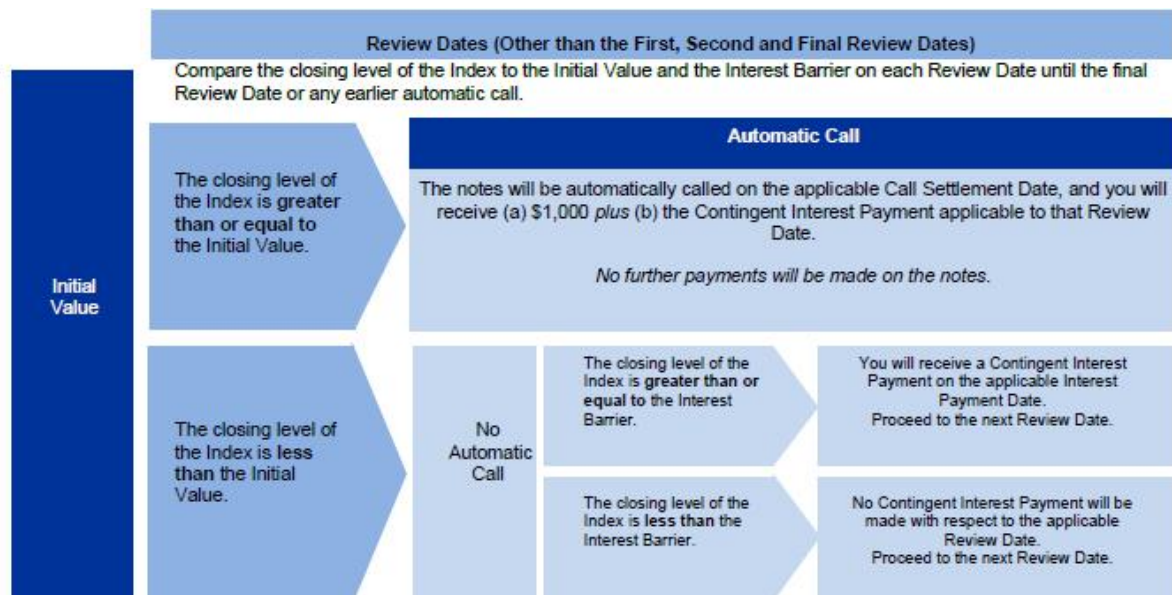 Review Dates (Other than the First, Second and Final Review Dates)
Compare the closing level of the Index to the Initial Value and the Interest Barrier on each Review Date until the final
Review Date or any earlier automatic call.
Initial
Value
The closing level of
the Index is greater
than or equal to
the Initial Value.
Automatic Call
The notes will be automatically called on the applicable Call Settlement Date, and you will
receive (a) $1,000 plus (b) the Contingent Interest Payment applicable to that Review
Date.
No further payments will be made on the notes.
The closing level of
the Index is less
than the Initial
Value.
No
Automatic
Call
The closing level of the
Index is greater than or
equal to the Interest
Barrier.
You will receive a Contingent Interest
Payment on the applicable Interest
Payment Date.
Proceed to the next Review Date.
The closing level of the
Index is less than the
Interest Barrier.
No Contingent Interest Payment will be
made with respect to the applicable
Review Date.
Proceed to the next Review Date.